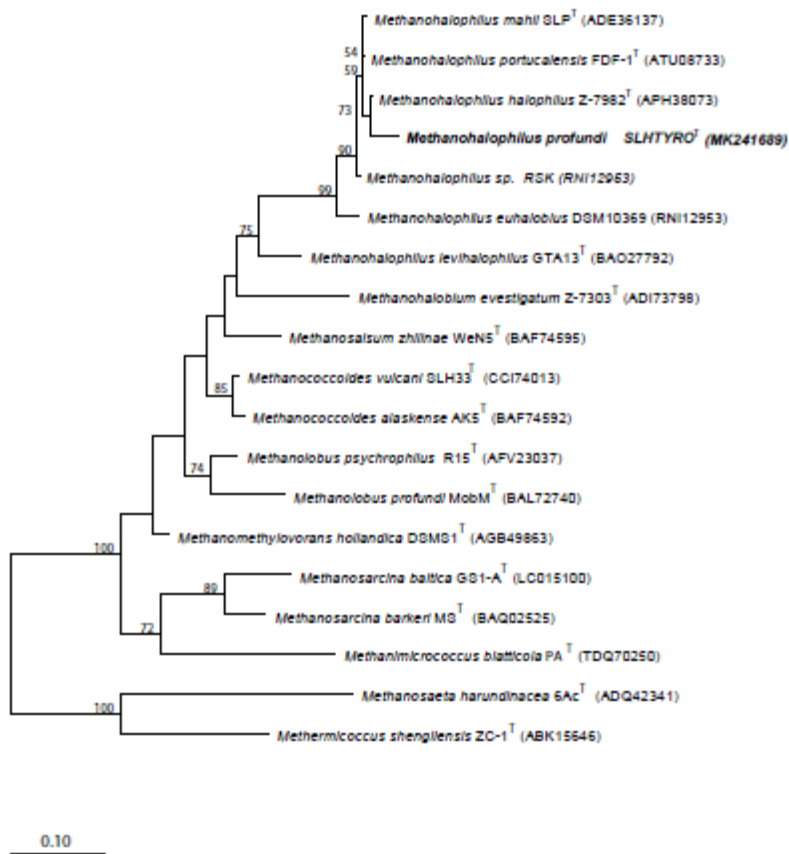 Methanohalophilus mahii SLP^T (ADE36137)
54
Methanohalophilus portucalensis FDF-1^T (ATU08733)
59
Methanohalophilus halophilus Z-7982^T (APH38073)
73
Methanohalophilus profundi SLHTYRO^T (MK241689)
90
Methanohalophilus sp. RSK (RNI12953)
99
Methanohalophilus euhalobius DSM10369 (RNI12953)
75
Methanohalophilus levihalophilus GTA13^T (BAO27792)
Methanohalobium evestigatum Z-7303^T (ADI73798)
Methanosalsum zhilinae WeN5^T (BAF74595)
Methanococcoides vulcani SLH33^T (CCI74013)
85
Methanococcoides alaskense AK5^T (BAF74592)
Methanolobus psychrophilus R15^T (AFV23037)
74
Methanolobus profundi MobM^T (BAL72740)
Methanomethylovorans hollandica DSMS1^T (AGB49863)
100
Methanosarcina baltica GS1-A^T (LC015100)
89
Methanosarcina barkeri MS^T (BAQ02525)
72
Methanimicrococcus blatticola PA^T (TDQ70250)
Methanosaeta harundinacea 6Ac^T (ADQ42341)
100
Methermicoccus shengliensis ZC-1^T (ABK15646)
0.10